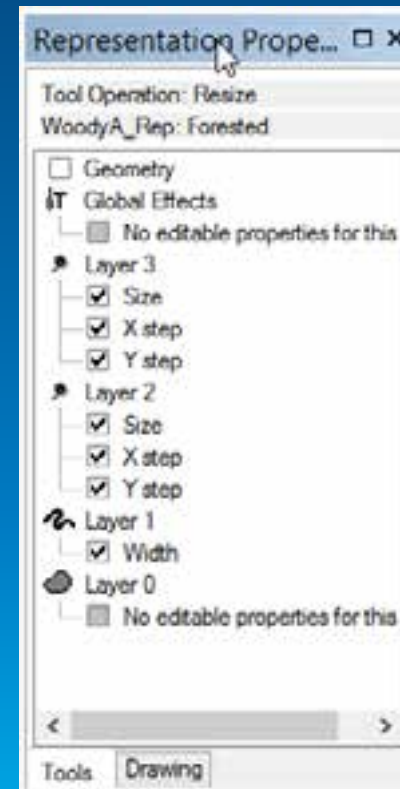 Representation Prope...
Tool Operation: Resize
WoodyA_Rep: Forested
Geometry
Global Effects
No editable properties for this
Layer 3
Size
X step
Y step
Layer 2
Size
X step
Y step
Layer 1
Width
Layer 0
No editable properties for this
Tools Drawing